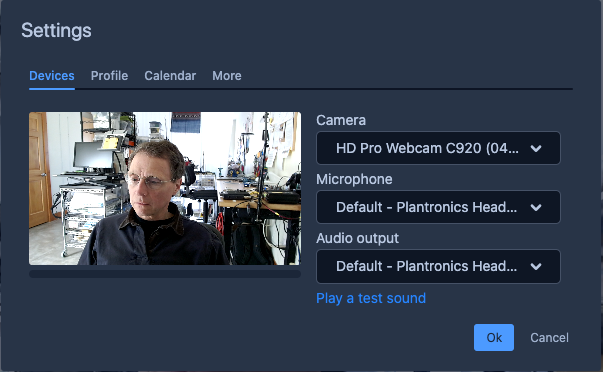 Settings
Devices Profile Calendar More
Camera
HD Pro Webcam C920 (04...
Microphone
Default - Plantronics Head...
Audio output
Default - Plantronics Head...
Play a test sound
Ok Cancel